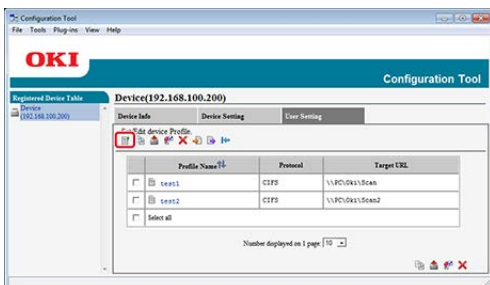 Configuration Tool
File Tools Plug-ins View Help
OKI
Configuration Tool
Registered Device Table
Device
(192.168.100.200)
Device(192.168.100.200)
Device Info Device Setting User Setting
Set/Edit device Profile.
Profile Name Protocol Target URL
test1 CIFS \\PC\Oki\Scan
test2 CIFS \\PC\Oki\Scan2
Select all
Number displayed on 1 page: 10